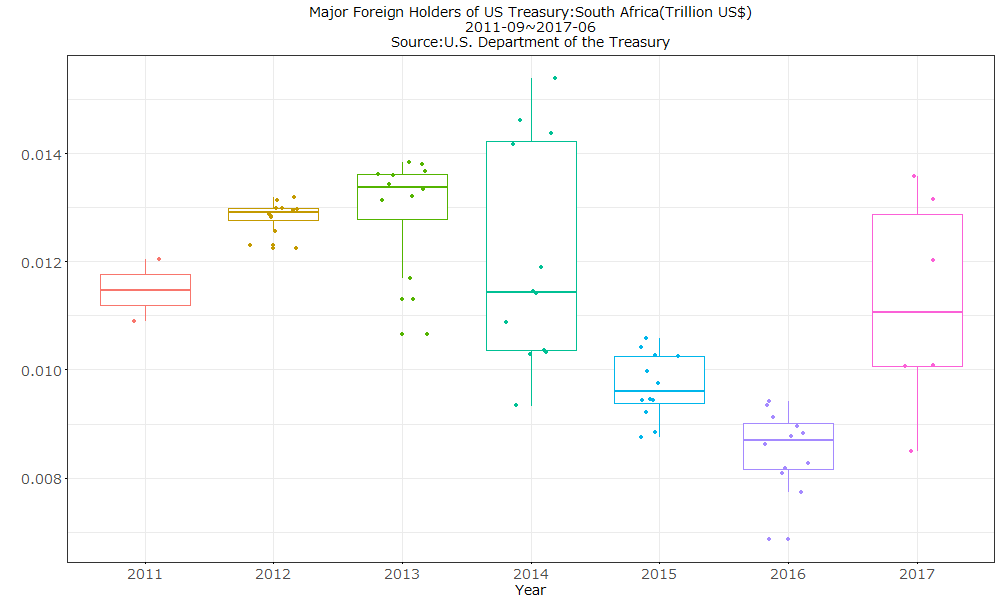 Major Foreign Holders of US Treasury:South Africa(Trillion US$)
2011-09~2017-06
Source:U.S. Department of the Treasury
0.014
0.012
0.010
0.008
2011 2012 2013 2014 2015 2016 2017
Year